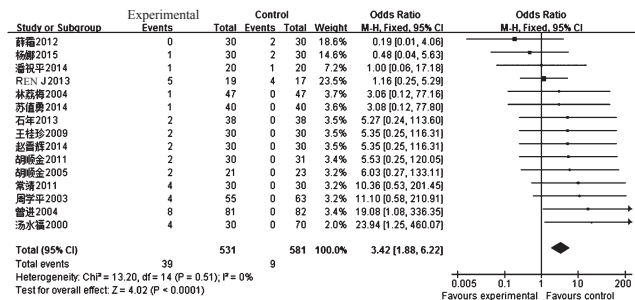 Experimental Control Odds Ratio Odds Ratio
Study or Subgroup Events Total Events Total Weight M-H, Fixed, 95% CI M-H, Fixed, 95% CI
薛霜2012 0 30 2 30 18.6% 0.19 [0.01, 4.06]
杨娜2015 1 30 2 30 14.6% 0.48 [0.04, 5.63]
潘祝平2014 1 20 1 20 7.0% 1.00 [0.06, 17.18]
REN J2013 5 19 4 17 23.5% 1.16 [0.25, 5.29]
林荔梅2004 1 47 0 47 3.6% 3.06 [0.12, 77.16]
苏值勇2014 1 40 0 40 3.6% 3.08 [0.12, 77.80]
石年2013 2 38 0 38 3.5% 5.27 [0.24, 113.60]
王桂珍2009 2 30 0 30 3.4% 5.35 [0.25, 116.31]
赵霞辉2014 2 30 0 30 3.4% 5.35 [0.25, 116.31]
胡顺金2011 2 30 0 31 3.4% 5.53 [0.25, 120.05]
胡顺金2005 2 21 0 23 3.2% 6.03 [0.27, 133.11]
常靖2011 4 30 0 30 3.2% 10.36 [0.53, 201.45]
周学平2003 4 55 0 63 3.2% 11.10 [0.58, 210.91]
曾进2004 8 81 0 82 3.2% 19.08 [1.08, 336.35]
汤水福2000 4 30 0 70 1.9% 23.94 [1.25, 460.07]
Total (95% CI) 531 581 100.0% 3.42 [1.88, 6.22]
Total events 39 9
Heterogeneity: Chi² = 13.20, df = 14 (P = 0.51); I² = 0%
Test for overall effect: Z = 4.02 (P < 0.0001)
0.005 0.1 1 10 200
Favours experimental Favours control